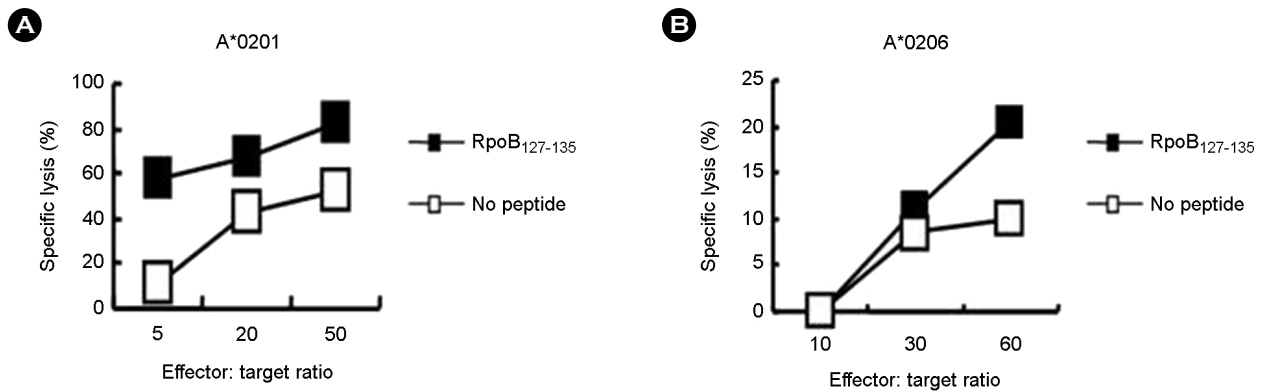 A
A*0201
Specific lysis (%)
100
80
60
40
20
0
5 20 50
Effector: target ratio
RpoB127-135
No peptide
B
A*0206
Specific lysis (%)
25
20
15
10
5
0
10 30 60
Effector: target ratio
RpoB127-135
No peptide